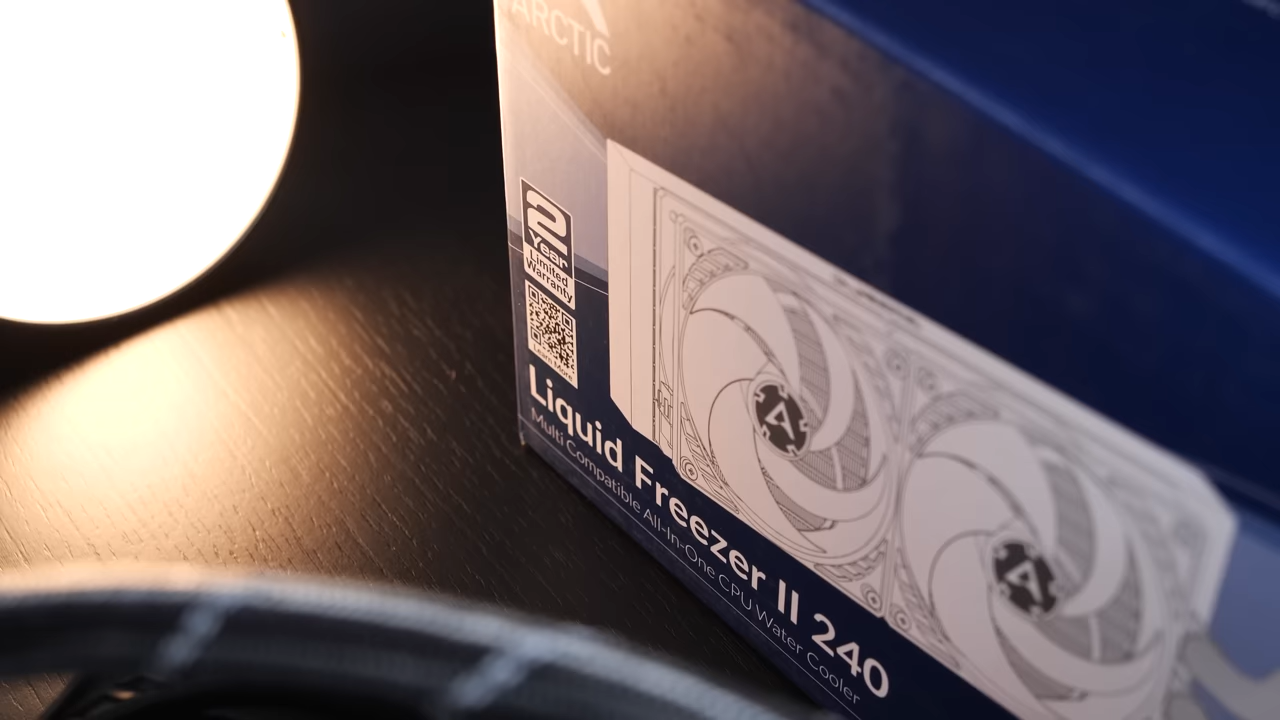 ARCTIC
2
Year
Limited
Warranty
Learn More
Liquid Freezer II 240
Multi Compatible All-In-One CPU Water Cooler